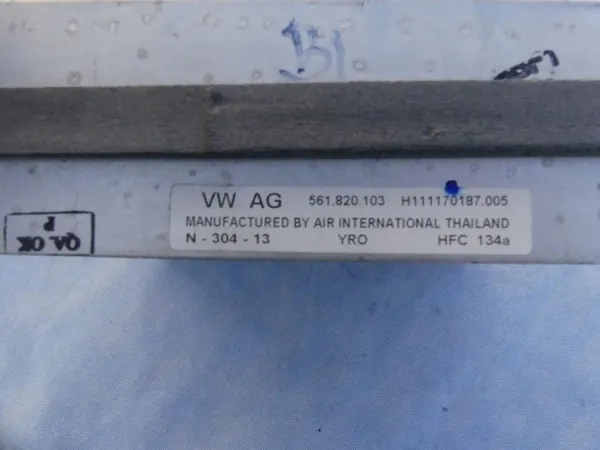 151
VW AG 561.820.103 H111170187.005
MANUFACTURED BY AIR INTERNATIONAL THAILAND
N - 304 - 13 YRO HFC 134a
QA. OK
P